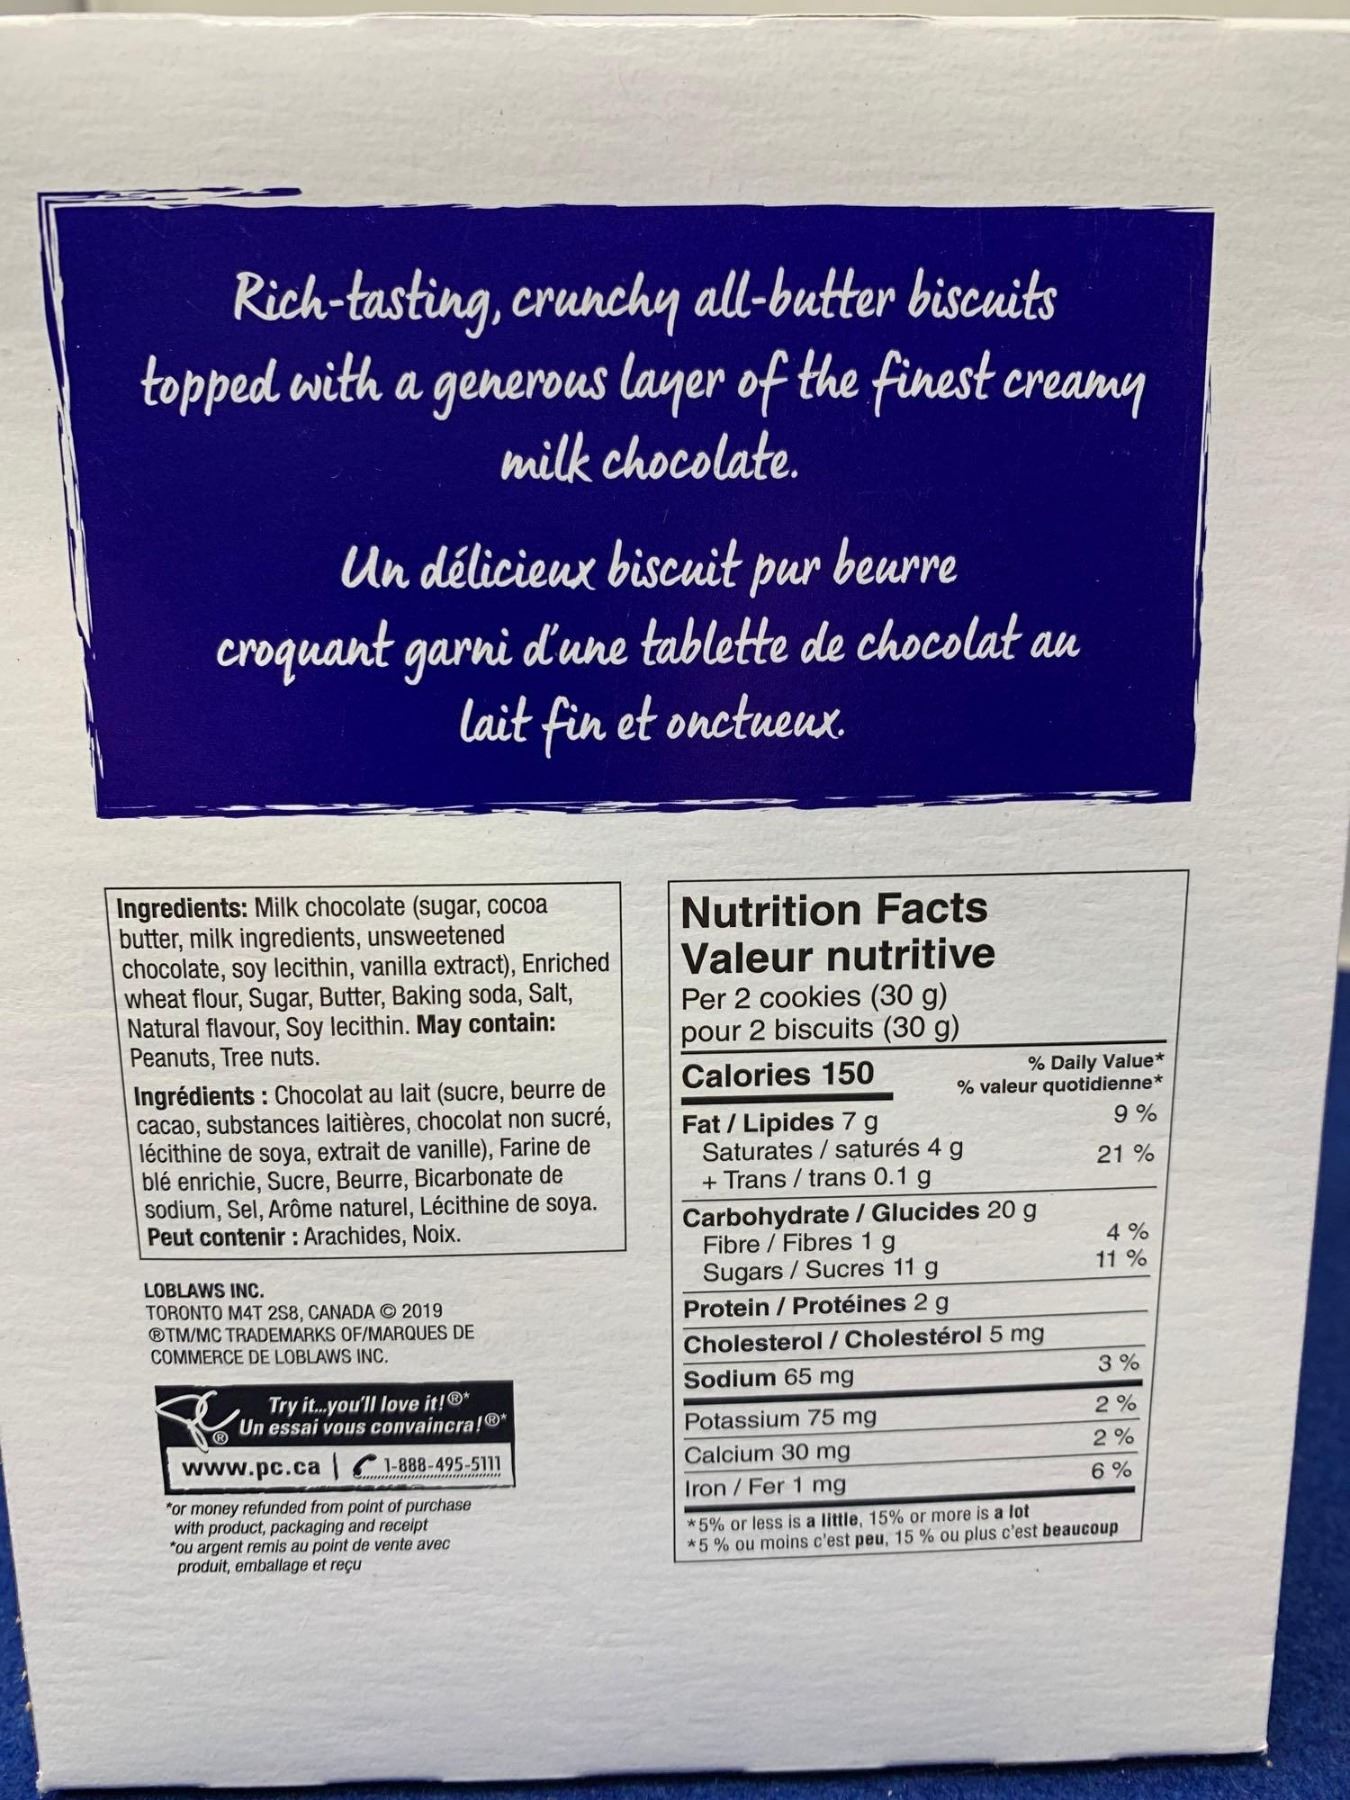 Rich-tasting, crunchy all-butter biscuits
topped with a generous layer of the finest creamy
milk chocolate.
Un délicieux biscuit pur beurre
croquant garni d'une tablette de chocolat au
lait fin et onctueux.
Ingredients: Milk chocolate (sugar, cocoa
butter, milk ingredients, unsweetened
chocolate, soy lecithin, vanilla extract), Enriched
wheat flour, Sugar, Butter, Baking soda, Salt,
Natural flavour, Soy lecithin. May contain:
Peanuts, Tree nuts.
Ingrédients : Chocolat au lait (sucre, beurre de
cacao, substances laitières, chocolat non sucré,
lécithine de soya, extrait de vanille), Farine de
blé enrichie, Sucre, Beurre, Bicarbonate de
sodium, Sel, Arôme naturel, Lécithine de soya.
Peut contenir : Arachides, Noix.
LOBLAWS INC.
TORONTO M4T 2S8, CANADA © 2019
®TM/MC TRADEMARKS OF/MARQUES DE
COMMERCE DE LOBLAWS INC.
Try it...you'll love it!®*
Un essai vous convaincra!®*
®
www.pc.ca | 1-888-495-5111
*or money refunded from point of purchase
with product, packaging and receipt
*ou argent remis au point de vente avec
produit, emballage et reçu
Nutrition Facts
Valeur nutritive
Per 2 cookies (30 g)
pour 2 biscuits (30 g)
Calories 150
% Daily Value*
% valeur quotidienne*
Fat / Lipides 7 g 9 %
Saturates / saturés 4 g 21 %
+ Trans / trans 0.1 g
Carbohydrate / Glucides 20 g
Fibre / Fibres 1 g 4 %
Sugars / Sucres 11 g 11 %
Protein / Protéines 2 g
Cholesterol / Cholestérol 5 mg
Sodium 65 mg 3 %
Potassium 75 mg 2 %
Calcium 30 mg 2 %
Iron / Fer 1 mg 6 %
*5% or less is a little, 15% or more is a lot
*5 % ou moins c'est peu, 15 % ou plus c'est beaucoup